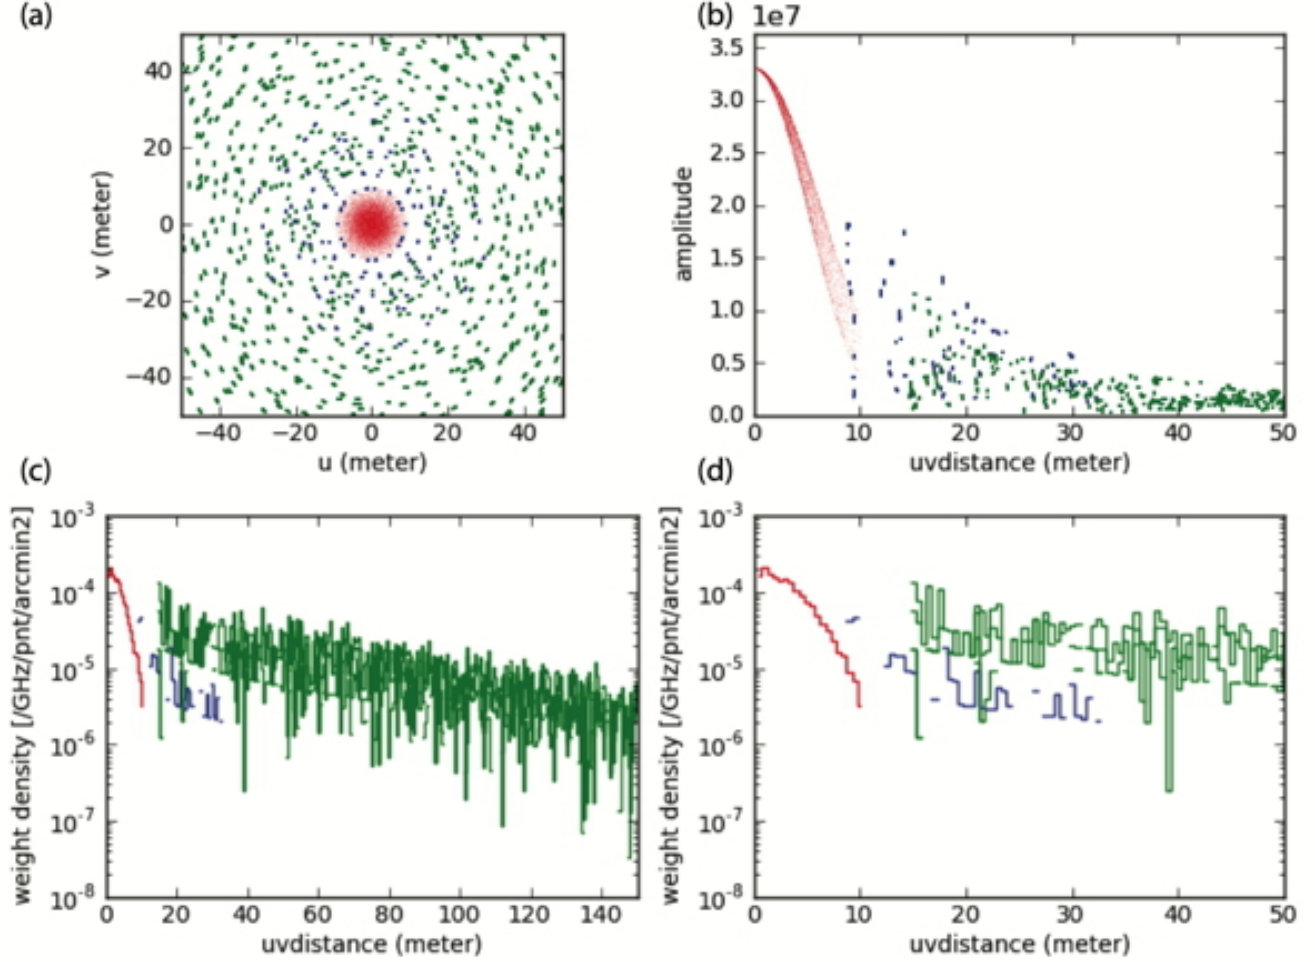 (a)
40
20
0
−20
−40
v (meter)
−40 −20 0 20 40
u (meter)
(b)
1e7
3.5
3.0
2.5
2.0
1.5
1.0
0.5
0.0
amplitude
0 10 20 30 40 50
uvdistance (meter)
(c)
10-3
10-4
10-5
10-6
10-7
10-8
weight density [/GHz/pnt/arcmin2]
0 20 40 60 80 100 120 140
uvdistance (meter)
(d)
10-3
10-4
10-5
10-6
10-7
10-8
weight density [/GHz/pnt/arcmin2]
0 10 20 30 40 50
uvdistance (meter)